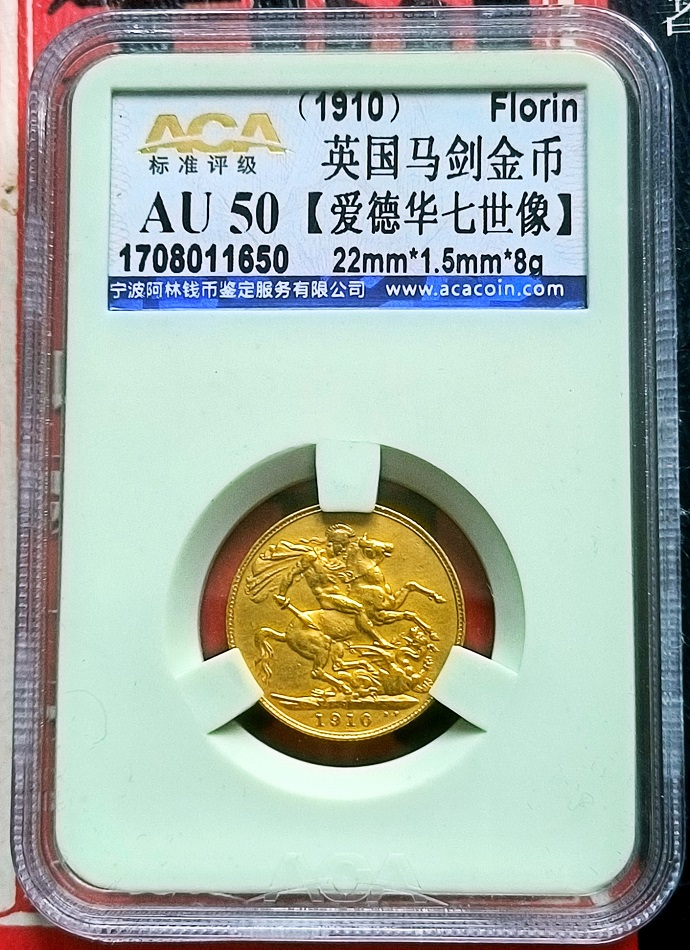 （1910） Florin
ACA
标准评级
英国马剑金币
AU 50【爱德华七世像】
1708011650 22mm*1.5mm*8g
宁波阿林钱币鉴定服务有限公司 www.acacoin.com
1910
ACA